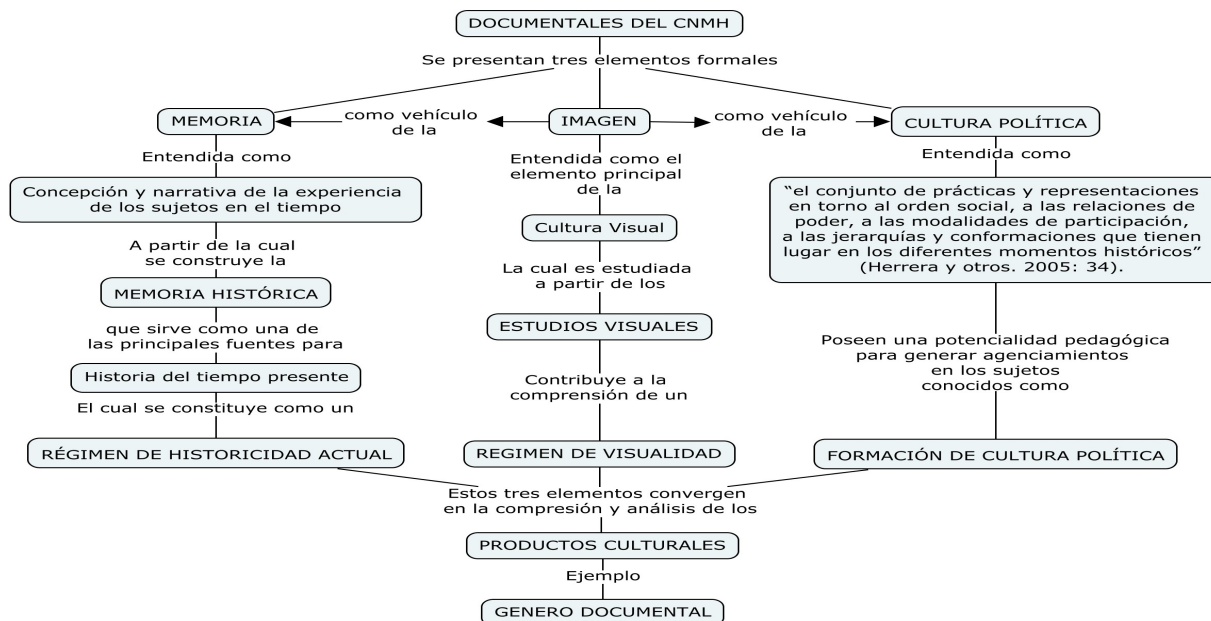 DOCUMENTALES DEL CNMH
Se presentan tres elementos formales
MEMORIA
como vehículo
de la
IMAGEN
como vehículo
de la
CULTURA POLÍTICA
Entendida como
Concepción y narrativa de la experiencia
de los sujetos en el tiempo
A partir de la cual
se construye la
MEMORIA HISTÓRICA
que sirve como una de
las principales fuentes para
Historia del tiempo presente
El cual se constituye como un
RÉGIMEN DE HISTORICIDAD ACTUAL
Entendida como el
elemento principal
de la
Cultura Visual
La cual es estudiada
a partir de los
ESTUDIOS VISUALES
Contribuye a la
comprensión de un
REGIMEN DE VISUALIDAD
Entendida como
“el conjunto de prácticas y representaciones
en torno al orden social, a las relaciones de
poder, a las modalidades de participación,
a las jerarquías y conformaciones que tienen
lugar en los diferentes momentos históricos”
(Herrera y otros. 2005: 34).
Poseen una potencialidad pedagógica
para generar agenciamientos
en los sujetos
conocidos como
FORMACIÓN DE CULTURA POLÍTICA
Estos tres elementos convergen
en la compresión y análisis de los
PRODUCTOS CULTURALES
Ejemplo
GENERO DOCUMENTAL